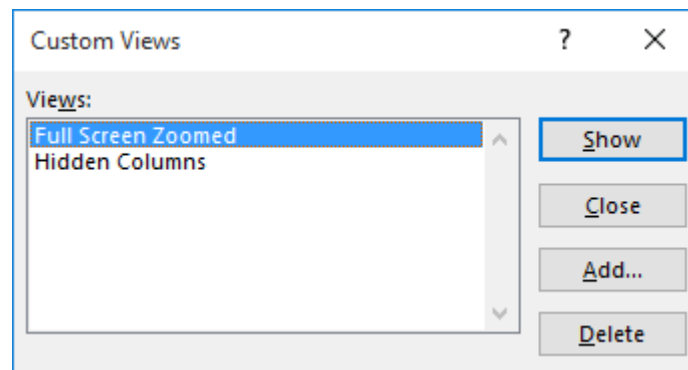 Custom Views ?
Views:
Full Screen Zoomed
Hidden Columns
Show
Close
Add...
Delete